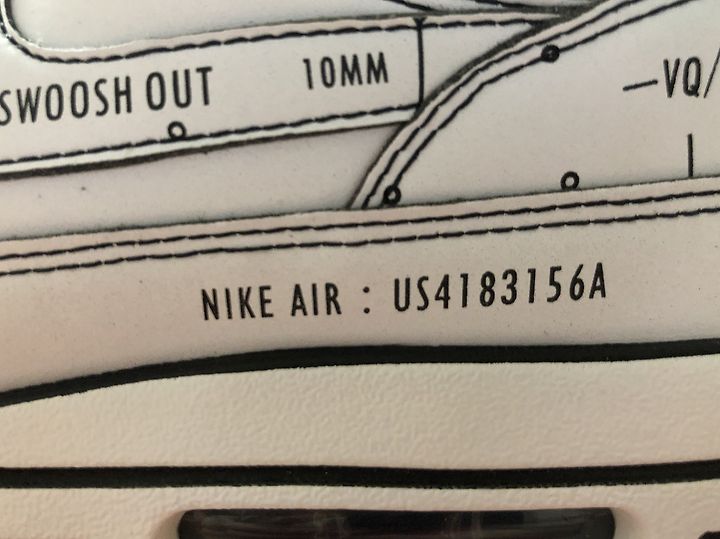 SWOOSH OUT 10MM
—VQ/
NIKE AIR : US4183156A